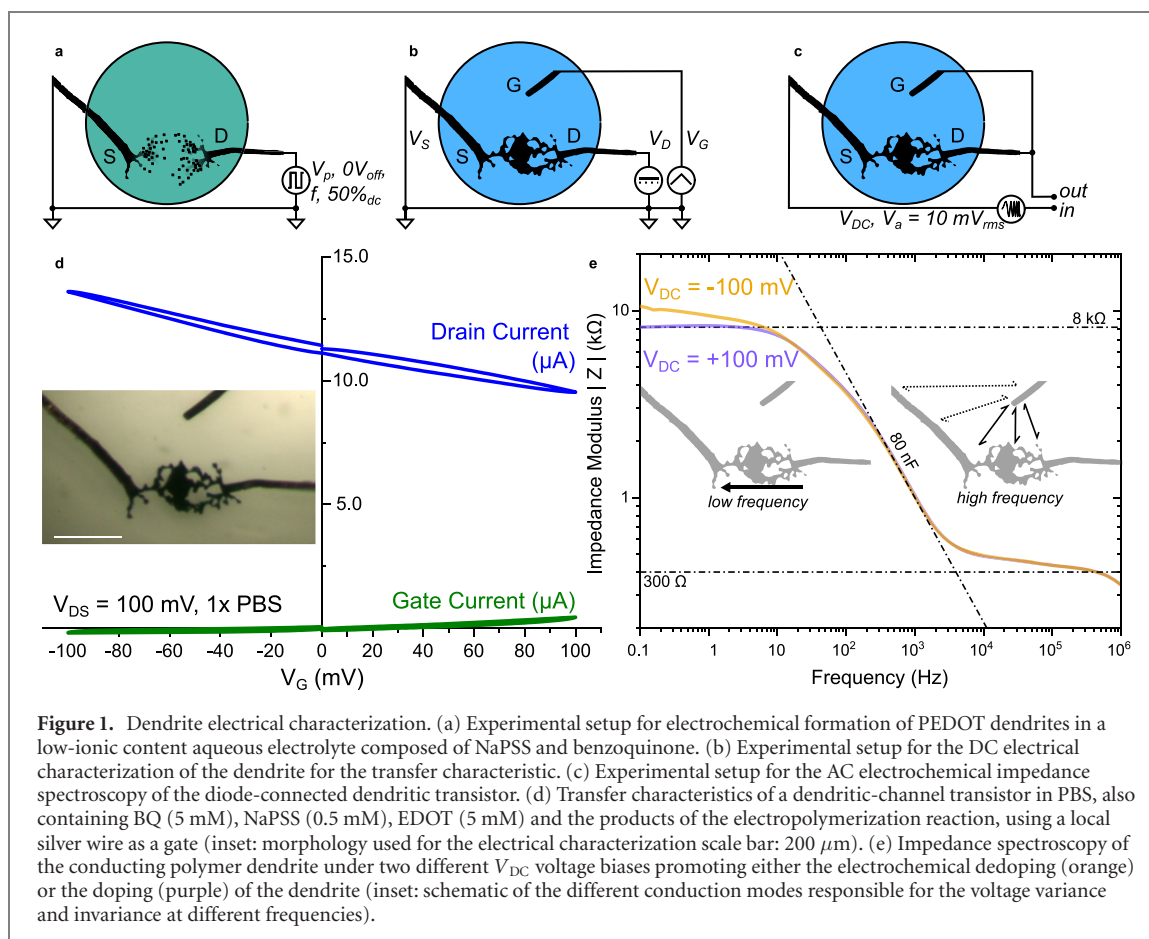 a
S
D
V_p, 0V_off,
f, 50%_dc
b
G
V_S
S
D
V_D
V_G
c
G
S
D
out
in
V_DC, V_a = 10 mV_rms
d
15.0
Drain Current
(µA)
10.0
5.0
V_DS = 100 mV, 1x PBS
Gate Current (µA)
-100 -80 -60 -40 -20 0 20 40 60 80 100
V_G (mV)
e
V_DC = -100 mV
10
8 kΩ
V_DC = +100 mV
Impedance Modulus | Z | (kΩ)
80 nF
low frequency
high frequency
1
300 Ω
0.1 1 10 10² 10³ 10⁴ 10⁵ 10⁶
Frequency (Hz)
Figure 1. Dendrite electrical characterization. (a) Experimental setup for electrochemical formation of PEDOT dendrites in a
low-ionic content aqueous electrolyte composed of NaPSS and benzoquinone. (b) Experimental setup for the DC electrical
characterization of the dendrite for the transfer characteristic. (c) Experimental setup for the AC electrochemical impedance
spectroscopy of the diode-connected dendritic transistor. (d) Transfer characteristics of a dendritic-channel transistor in PBS, also
containing BQ (5 mM), NaPSS (0.5 mM), EDOT (5 mM) and the products of the electropolymerization reaction, using a local
silver wire as a gate (inset: morphology used for the electrical characterization scale bar: 200 μm). (e) Impedance spectroscopy of
the conducting polymer dendrite under two different V_DC voltage biases promoting either the electrochemical dedoping (orange)
or the doping (purple) of the dendrite (inset: schematic of the different conduction modes responsible for the voltage variance
and invariance at different frequencies).